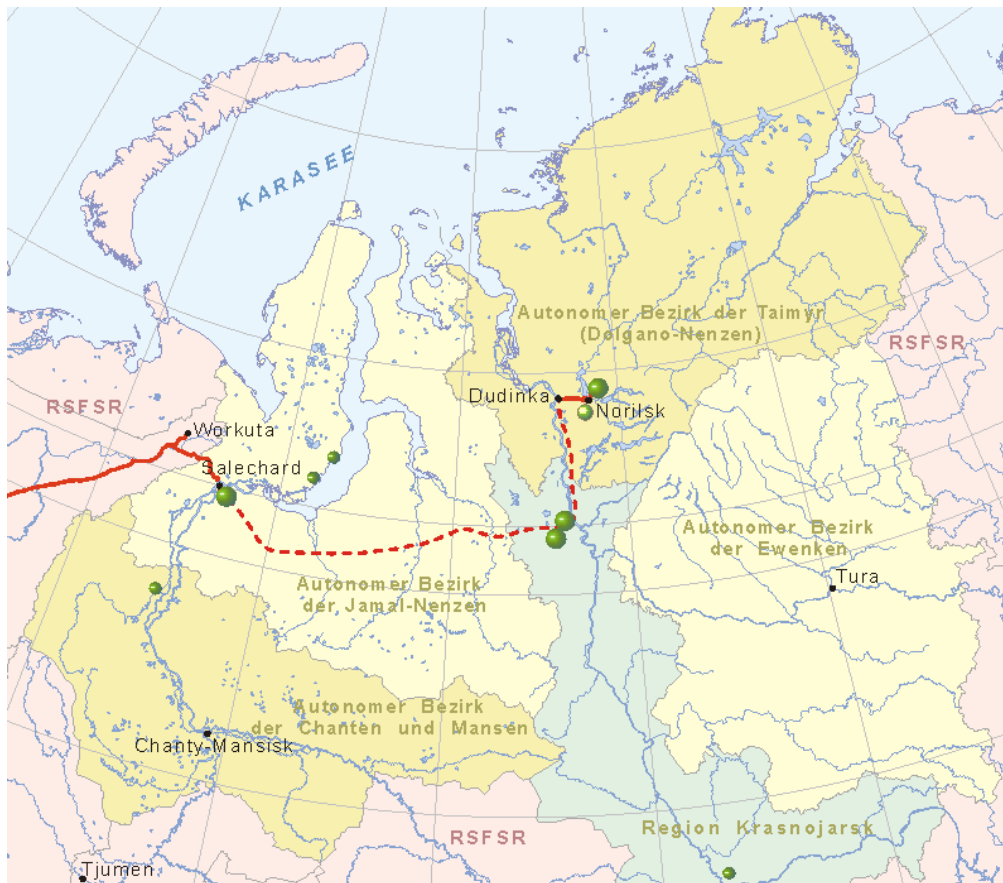 KARASEE
Autonomer Bezirk der Taimyr
(Dolgano-Nenzen)
RSFSR
Dudinka
Norilsk
RSFSR
Workuta
Salechard
Autonomer Bezirk
der Ewenken
Tura
Autonomer Bezirk
der Jamal-Nenzen
Autonomer Bezirk
der Chanten und Mansen
Chanty-Mansisk
RSFSR
Region Krasnojarsk
Tjumen